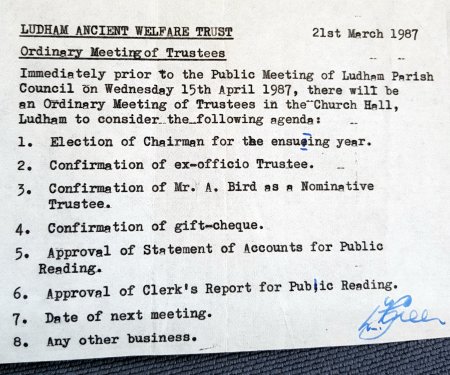 LUDHAM ANCIENT WELFARE TRUST 21st March 1987
Ordinary Meeting of Trustees
Immediately prior to the Public Meeting of Ludham Parish
Council on Wednesday 15th April 1987, there will be
an Ordinary Meeting of Trustees in the Church Hall,
Ludham to consider the following agenda:
1. Election of Chairman for the ensueing year.
2. Confirmation of ex-officio Trustee.
3. Confirmation of Mr. A. Bird as a Nominative
Trustee.
4. Confirmation of gift-cheque.
5. Approval of Statement of Accounts for Public
Reading.
6. Approval of Clerk's Report for Public Reading.
7. Date of next meeting.
8. Any other business.
Green